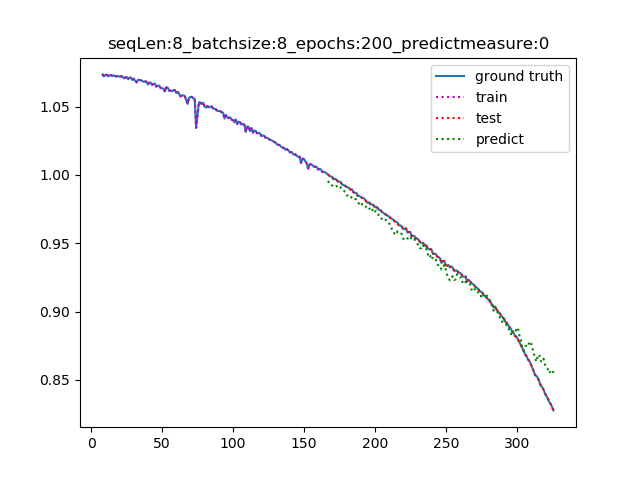 seqLen:8_batchsize:8_epochs:200_predictmeasure:0
ground truth
train
test
predict
1.05
1.00
0.95
0.90
0.85
0 50 100 150 200 250 300